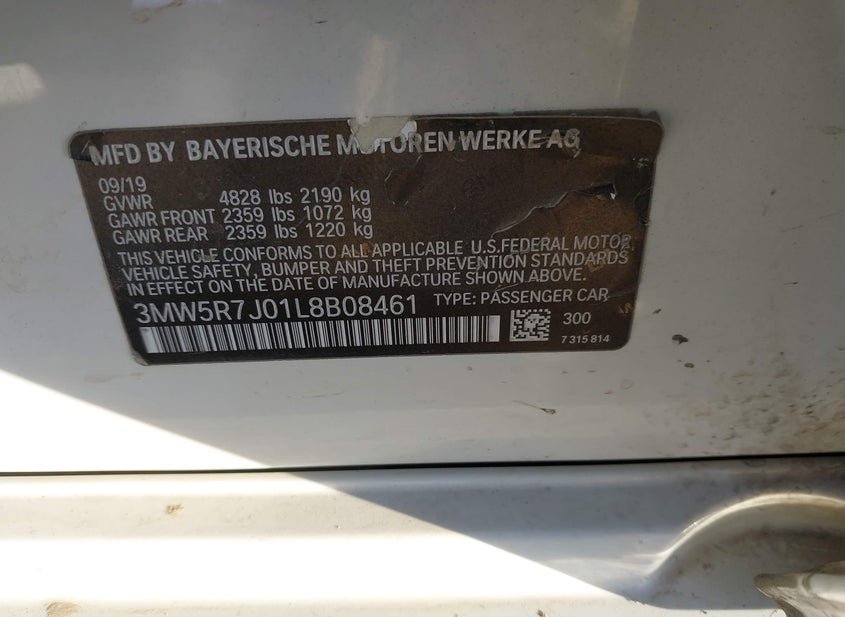 MFD BY BAYERISCHE MOTOREN WERKE AG
09/19
GVWR 4828 lbs 2190 kg
GAWR FRONT 2359 lbs 1072 kg
GAWR REAR 2359 lbs 1220 kg
THIS VEHICLE CONFORMS TO ALL APPLICABLE U.S.FEDERAL MOTOR
VEHICLE SAFETY, BUMPER AND THEFT PREVENTION STANDARDS
IN EFFECT ON THE DATE OF MANUFACTURE SHOWN ABOVE.
3MW5R7J01L8B08461 TYPE: PASSENGER CAR
300
7 315 814